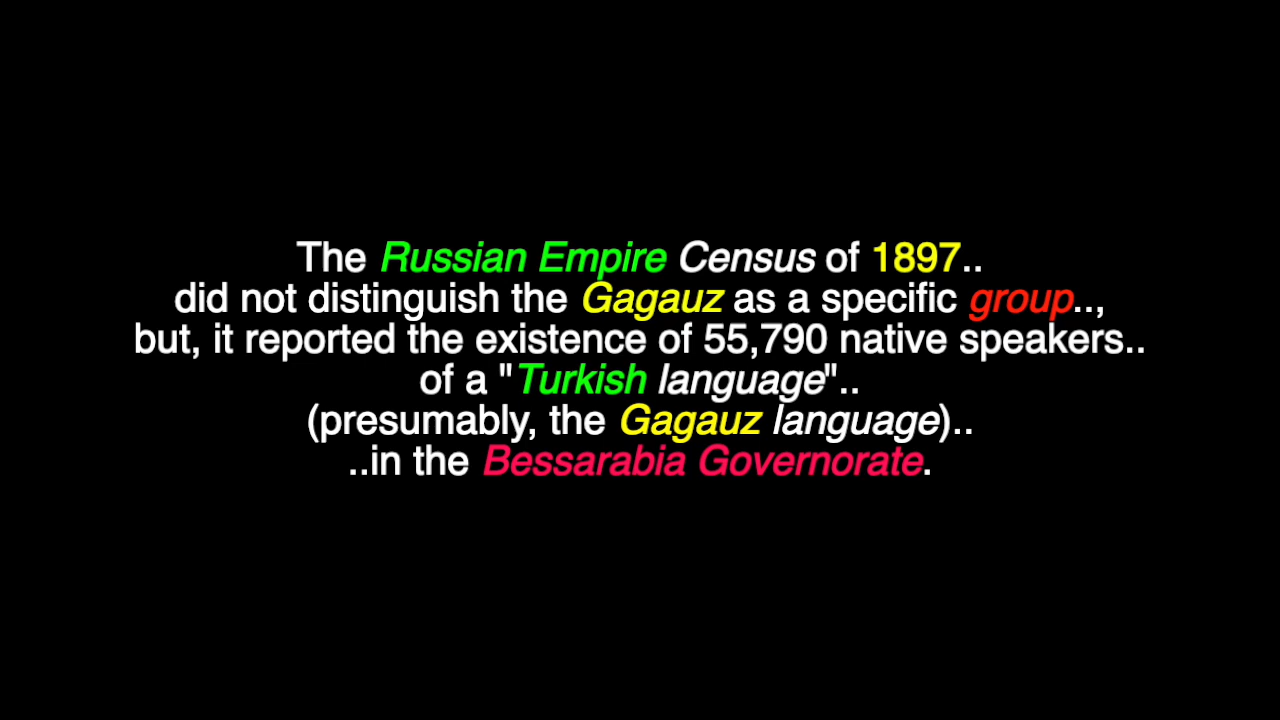 The Russian Empire Census of 1897..
did not distinguish the Gagauz as a specific group..,
but, it reported the existence of 55,790 native speakers..
of a "Turkish language"..
(presumably, the Gagauz language)..
..in the Bessarabia Governorate.